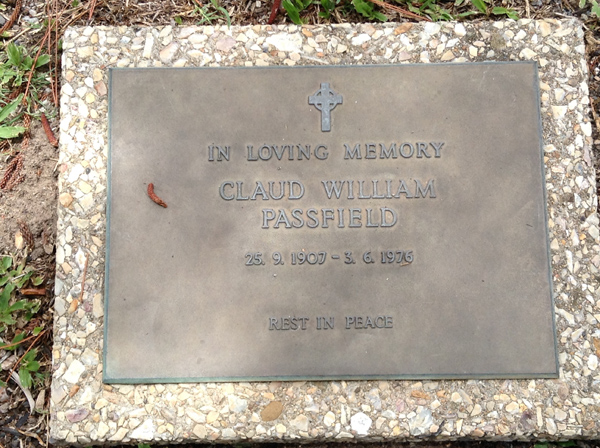 IN LOVING MEMORY
CLAUD WILLIAM
PASSFIELD
25. 9. 1907 - 3. 6. 1976
REST IN PEACE